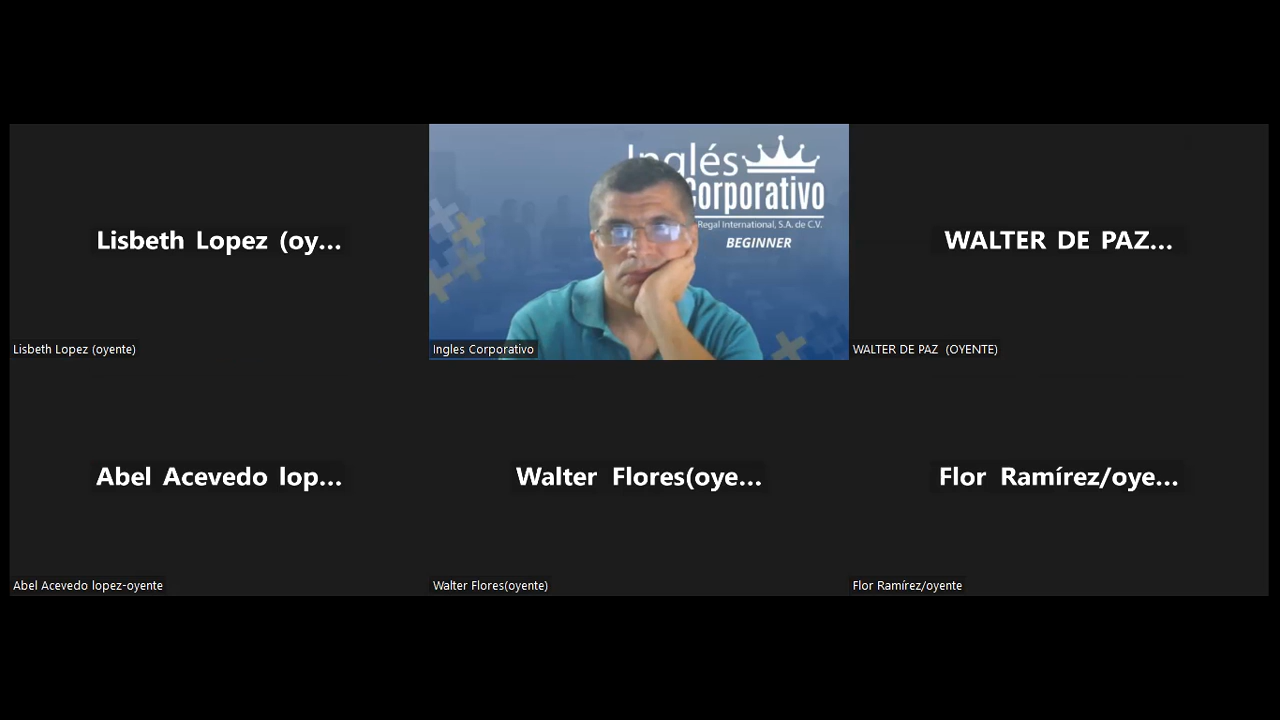 Lisbeth Lopez (oy...
Lisbeth Lopez (oyente)
Inglés
Corporativo
Regal International, S.A. de C.V.
BEGINNER
Ingles Corporativo
WALTER DE PAZ...
WALTER DE PAZ (OYENTE)
Abel Acevedo lop...
Abel Acevedo lopez-oyente
Walter Flores(oye...
Walter Flores(oyente)
Flor Ramírez/oye...
Flor Ramírez/oyente